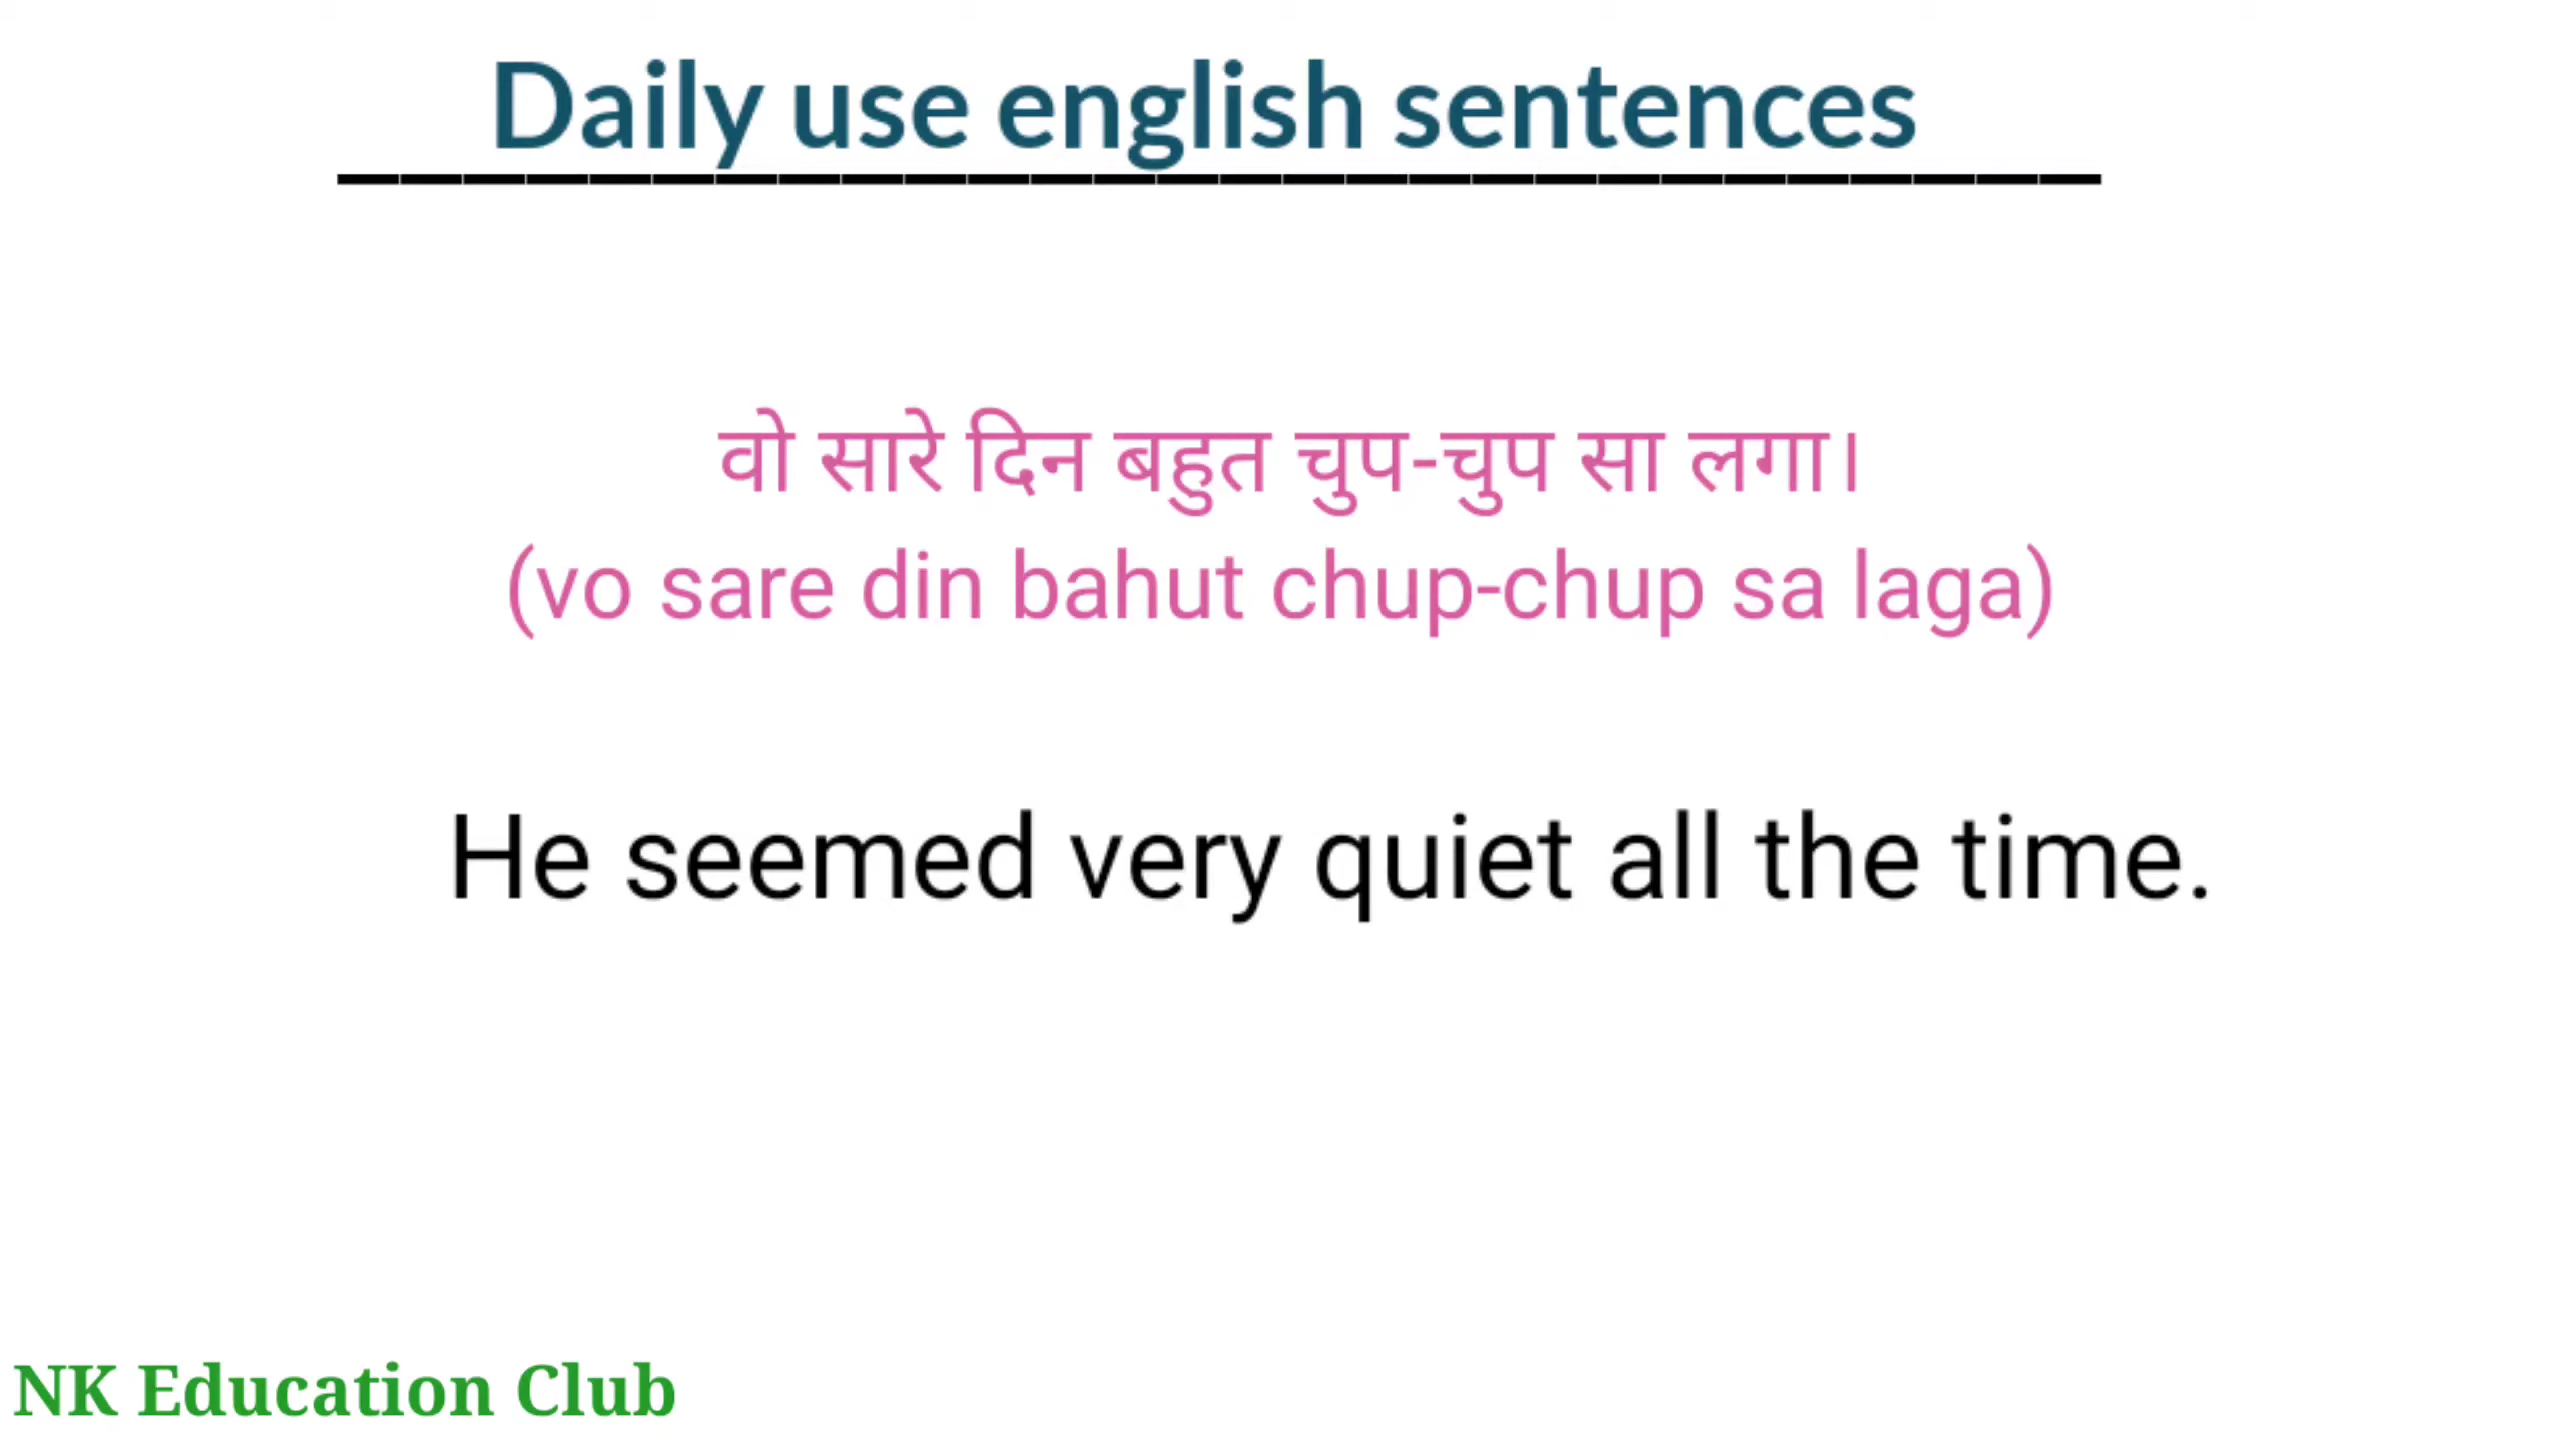 Daily use english sentences
वो सारे दिन बहुत चुप-चुप सा लगा।
(vo sare din bahut chup-chup sa laga)
He seemed very quiet all the time.
NK Education Club